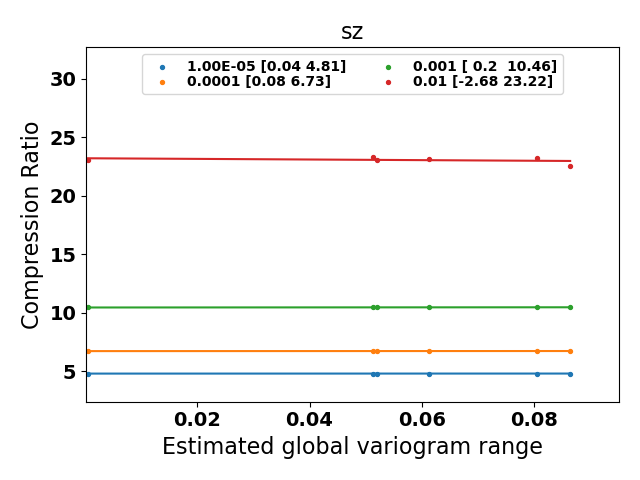 sz
1.00E-05 [0.04 4.81]
0.0001 [0.08 6.73]
0.001 [ 0.2  10.46]
0.01 [-2.68 23.22]
Compression Ratio
30
25
20
15
10
5
0.02 0.04 0.06 0.08
Estimated global variogram range